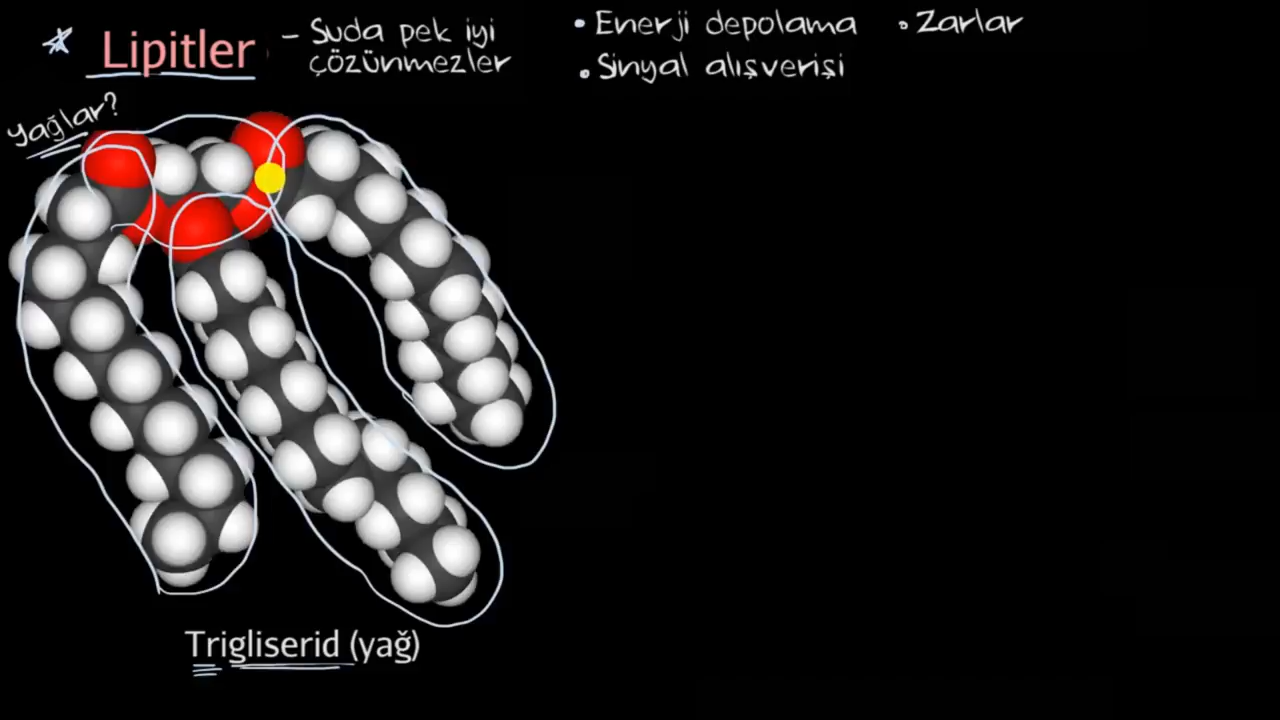 Lipitler
- Suda pek iyi
çözünmezler
• Enerji depolama
• Sinyal alışverişi
• Zarlar
yağlar?
Trigliserid (yağ)